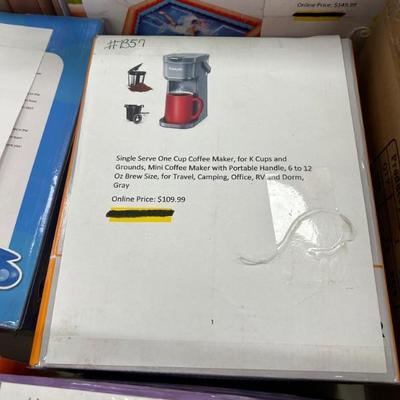 Online Price: $149.99
#1357
Single Serve One Cup Coffee Maker, for K Cups and
Grounds, Mini Coffee Maker with Portable Handle, 6 to 12
Oz Brew Size, for Travel, Camping, Office, RV and Dorm,
Gray
Online Price: $109.99
1